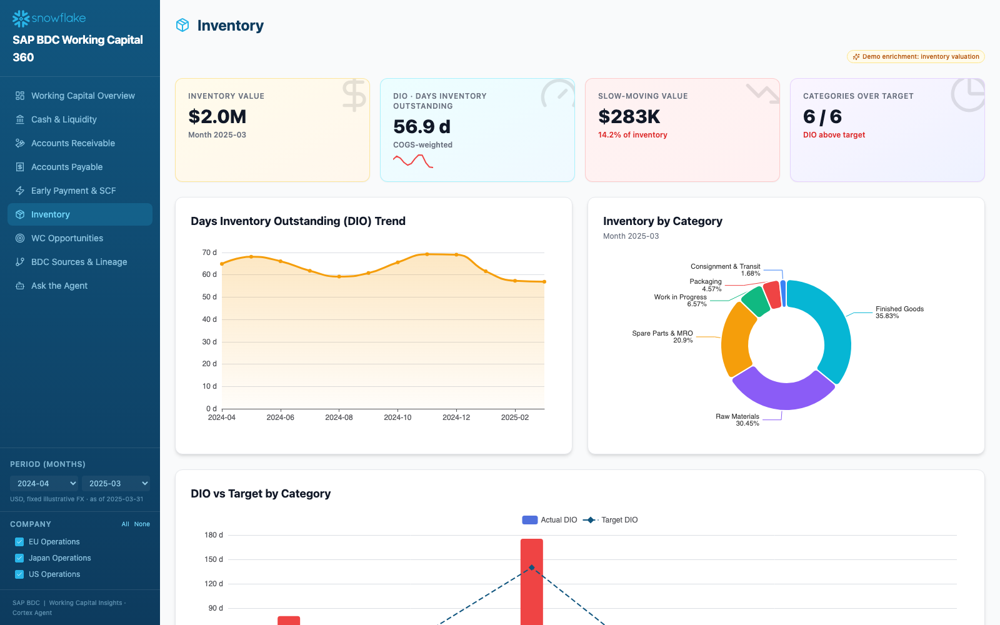 snowflake
SAP BDC Working Capital
360
Working Capital Overview
Cash & Liquidity
Accounts Receivable
Accounts Payable
Early Payment & SCF
Inventory
WC Opportunities
BDC Sources & Lineage
Ask the Agent
PERIOD (MONTHS)
2024-04 2025-03
USD, fixed illustrative FX · as of 2025-03-31
COMPANY All None
EU Operations
Japan Operations
US Operations
SAP BDC | Working Capital Insights ·
Cortex Agent
Inventory
Demo enrichment: inventory valuation
INVENTORY VALUE
$2.0M
Month 2025-03
DIO · DAYS INVENTORY
OUTSTANDING
56.9 d
COGS-weighted
SLOW-MOVING VALUE
$283K
14.2% of inventory
CATEGORIES OVER TARGET
6 / 6
DIO above target
Days Inventory Outstanding (DIO) Trend
70 d
60 d
50 d
40 d
30 d
20 d
10 d
0 d
2024-04 2024-06 2024-08 2024-10 2024-12 2025-02
Inventory by Category
Month 2025-03
Consignment & Transit
1.68%
Packaging
4.57%
Work in Progress
6.57%
Finished Goods
35.83%
Spare Parts & MRO
20.9%
Raw Materials
30.45%
DIO vs Target by Category
Actual DIO Target DIO
180 d
150 d
120 d
90 d